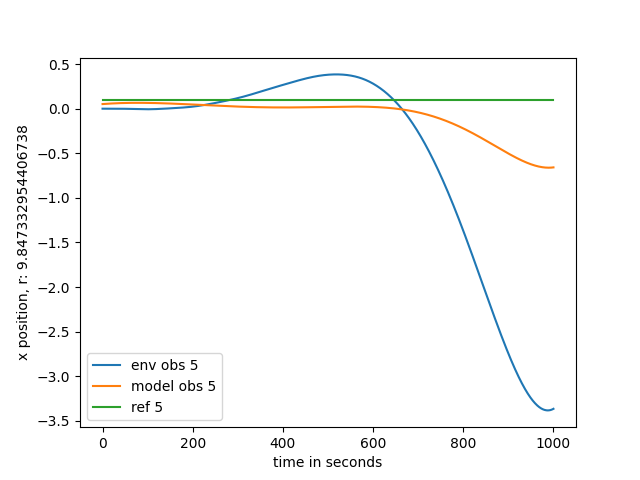 0.5
0.0
−0.5
−1.0
−1.5
−2.0
−2.5
−3.0
−3.5
x position, r: 9.847332954406738
env obs 5
model obs 5
ref 5
0 200 400 600 800 1000
time in seconds